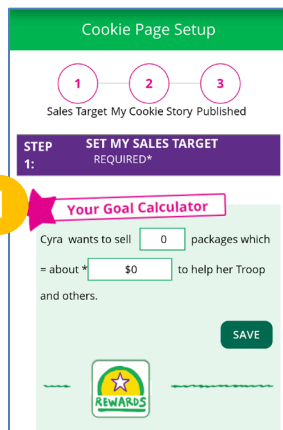 Cookie Page Setup
1 2 3
Sales Target My Cookie Story Published
STEP 1: SET MY SALES TARGET
REQUIRED*
Your Goal Calculator
Cyra wants to sell 0 packages which
= about * $0 to help her Troop
and others.
SAVE
REWARDS